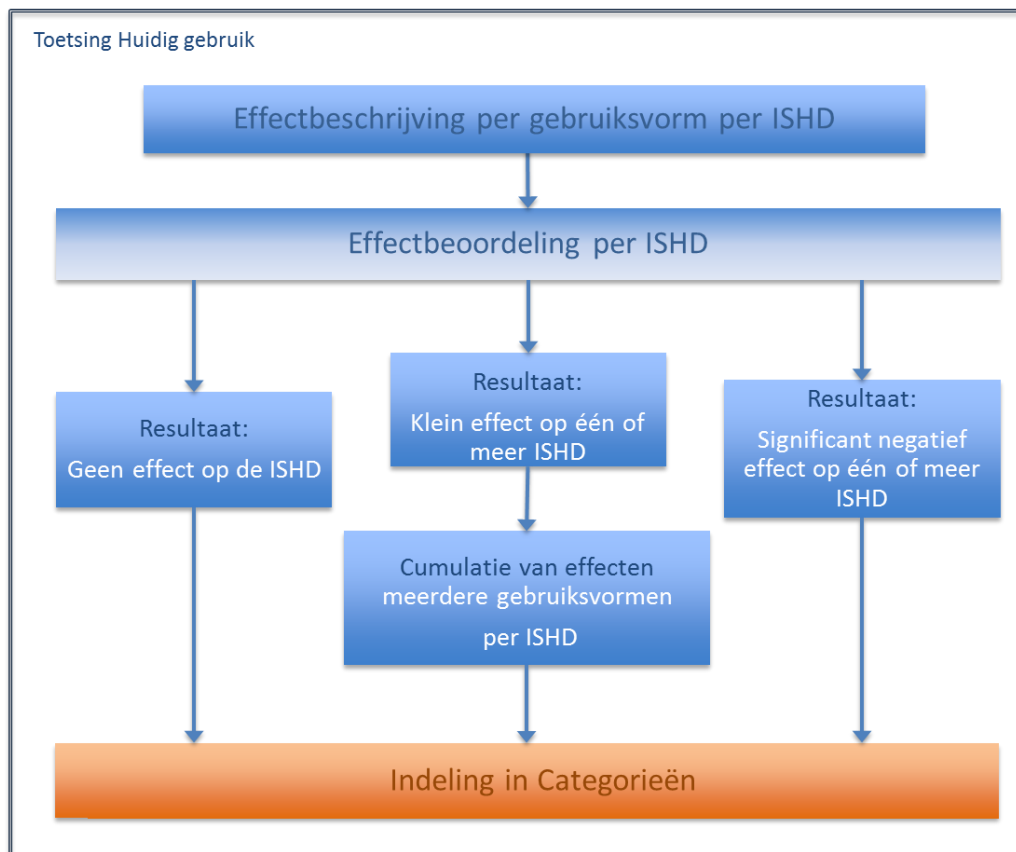 Toetsing Huidig gebruik
Effectbeschrijving per gebruiksvorm per ISHD
Effectbeoordeling per ISHD
Resultaat:
Geen effect op de ISHD
Resultaat:
Klein effect op één of
meer ISHD
Resultaat:
Significant negatief
effect op één of meer
ISHD
Cumulatie van effecten
meerdere gebruiksvormen
per ISHD
Indeling in Categorieën